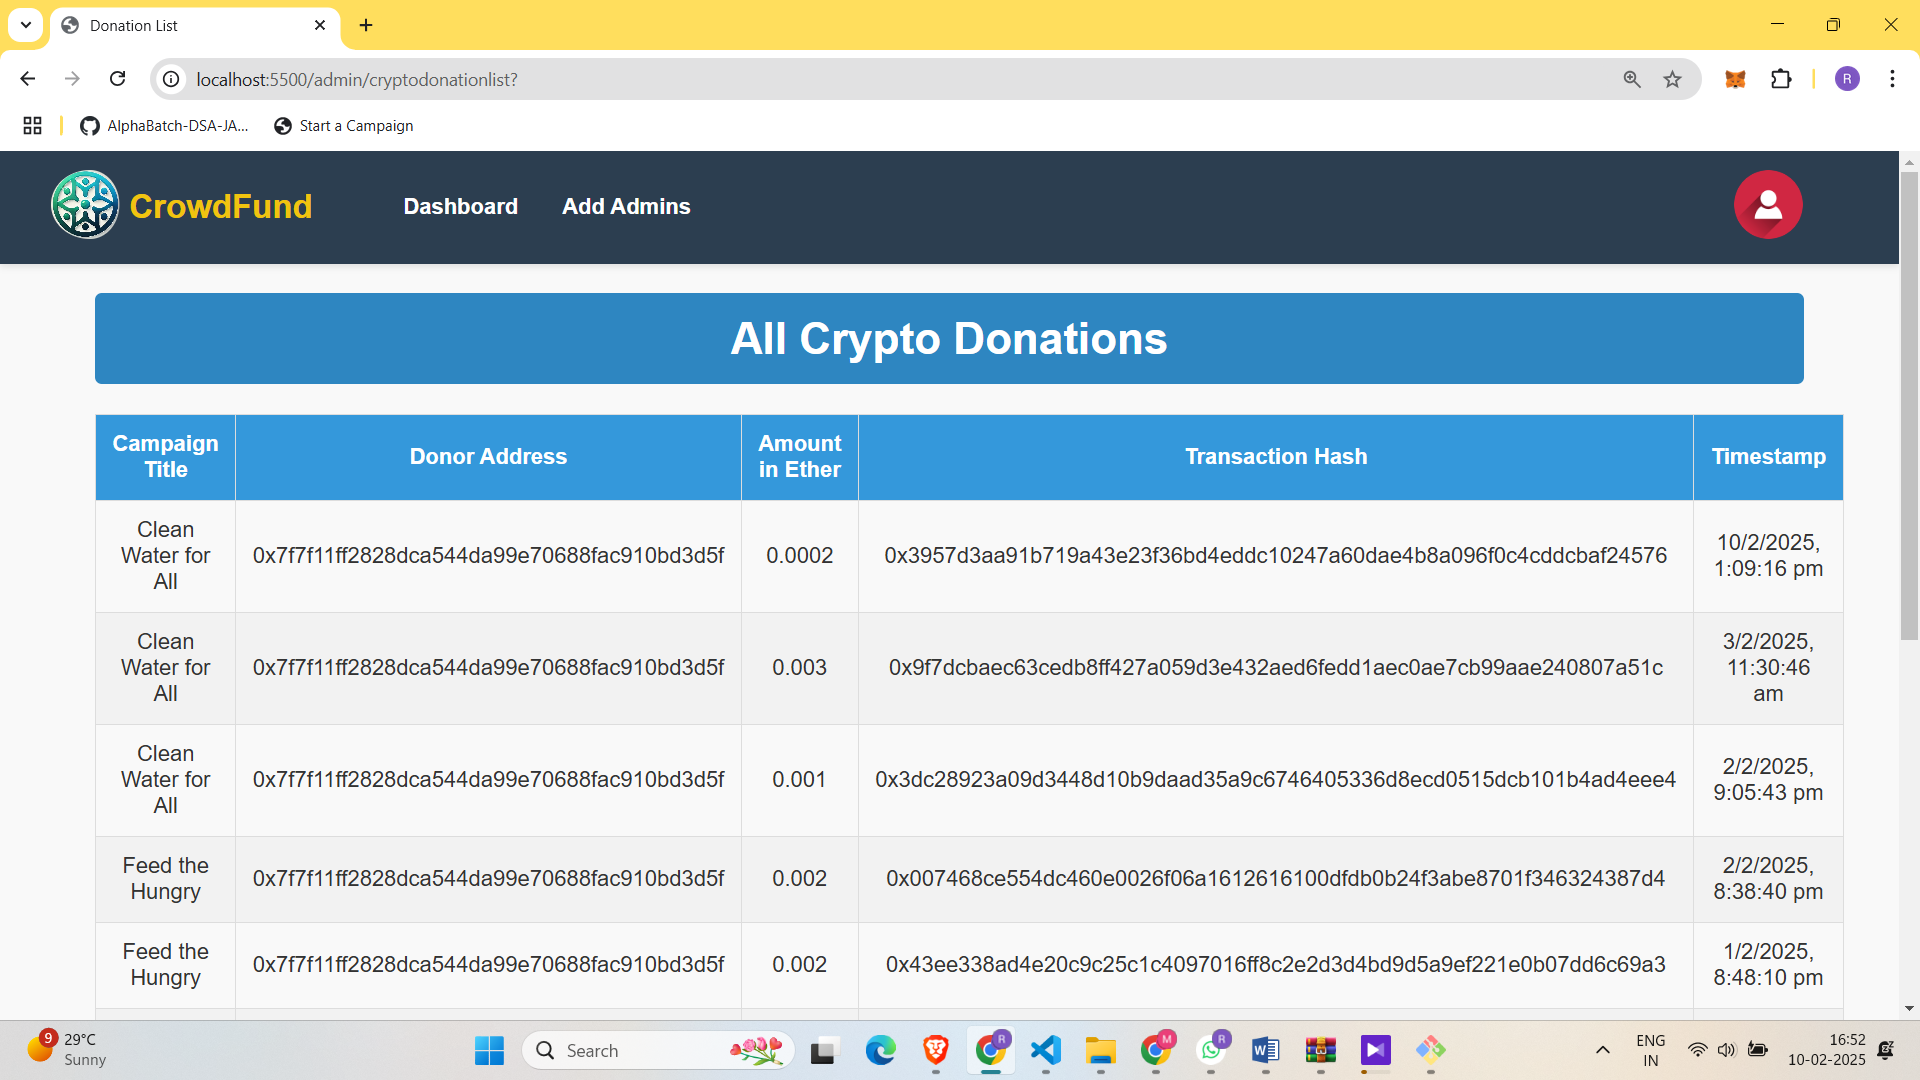 Donation List
localhost:5500/admin/cryptodonationlist?
R
AlphaBatch-DSA-JA...
Start a Campaign
CrowdFund
Dashboard
Add Admins
All Crypto Donations
Campaign
Title
Donor Address
Amount
in Ether
Transaction Hash
Timestamp
Clean
Water for
All
0x7f7f11ff2828dca544da99e70688fac910bd3d5f
0.0002
0x3957d3aa91b719a43e23f36bd4eddc10247a60dae4b8a096f0c4cddcbaf24576
10/2/2025,
1:09:16 pm
Clean
Water for
All
0x7f7f11ff2828dca544da99e70688fac910bd3d5f
0.003
0x9f7dcbaec63cedb8ff427a059d3e432aed6fedd1aec0ae7cb99aae240807a51c
3/2/2025,
11:30:46
am
Clean
Water for
All
0x7f7f11ff2828dca544da99e70688fac910bd3d5f
0.001
0x3dc28923a09d3448d10b9daad35a9c6746405336d8ecd0515dcb101b4ad4eee4
2/2/2025,
9:05:43 pm
Feed the
Hungry
0x7f7f11ff2828dca544da99e70688fac910bd3d5f
0.002
0x007468ce554dc460e0026f06a1612616100dfdb0b24f3abe8701f346324387d4
2/2/2025,
8:38:40 pm
Feed the
Hungry
0x7f7f11ff2828dca544da99e70688fac910bd3d5f
0.002
0x43ee338ad4e20c9c25c1c4097016ff8c2e2d3d4bd9d5a9ef221e0b07dd6c69a3
1/2/2025,
8:48:10 pm
9
29°C
Sunny
Search
R
M
R
W
ENG
IN
16:52
10-02-2025